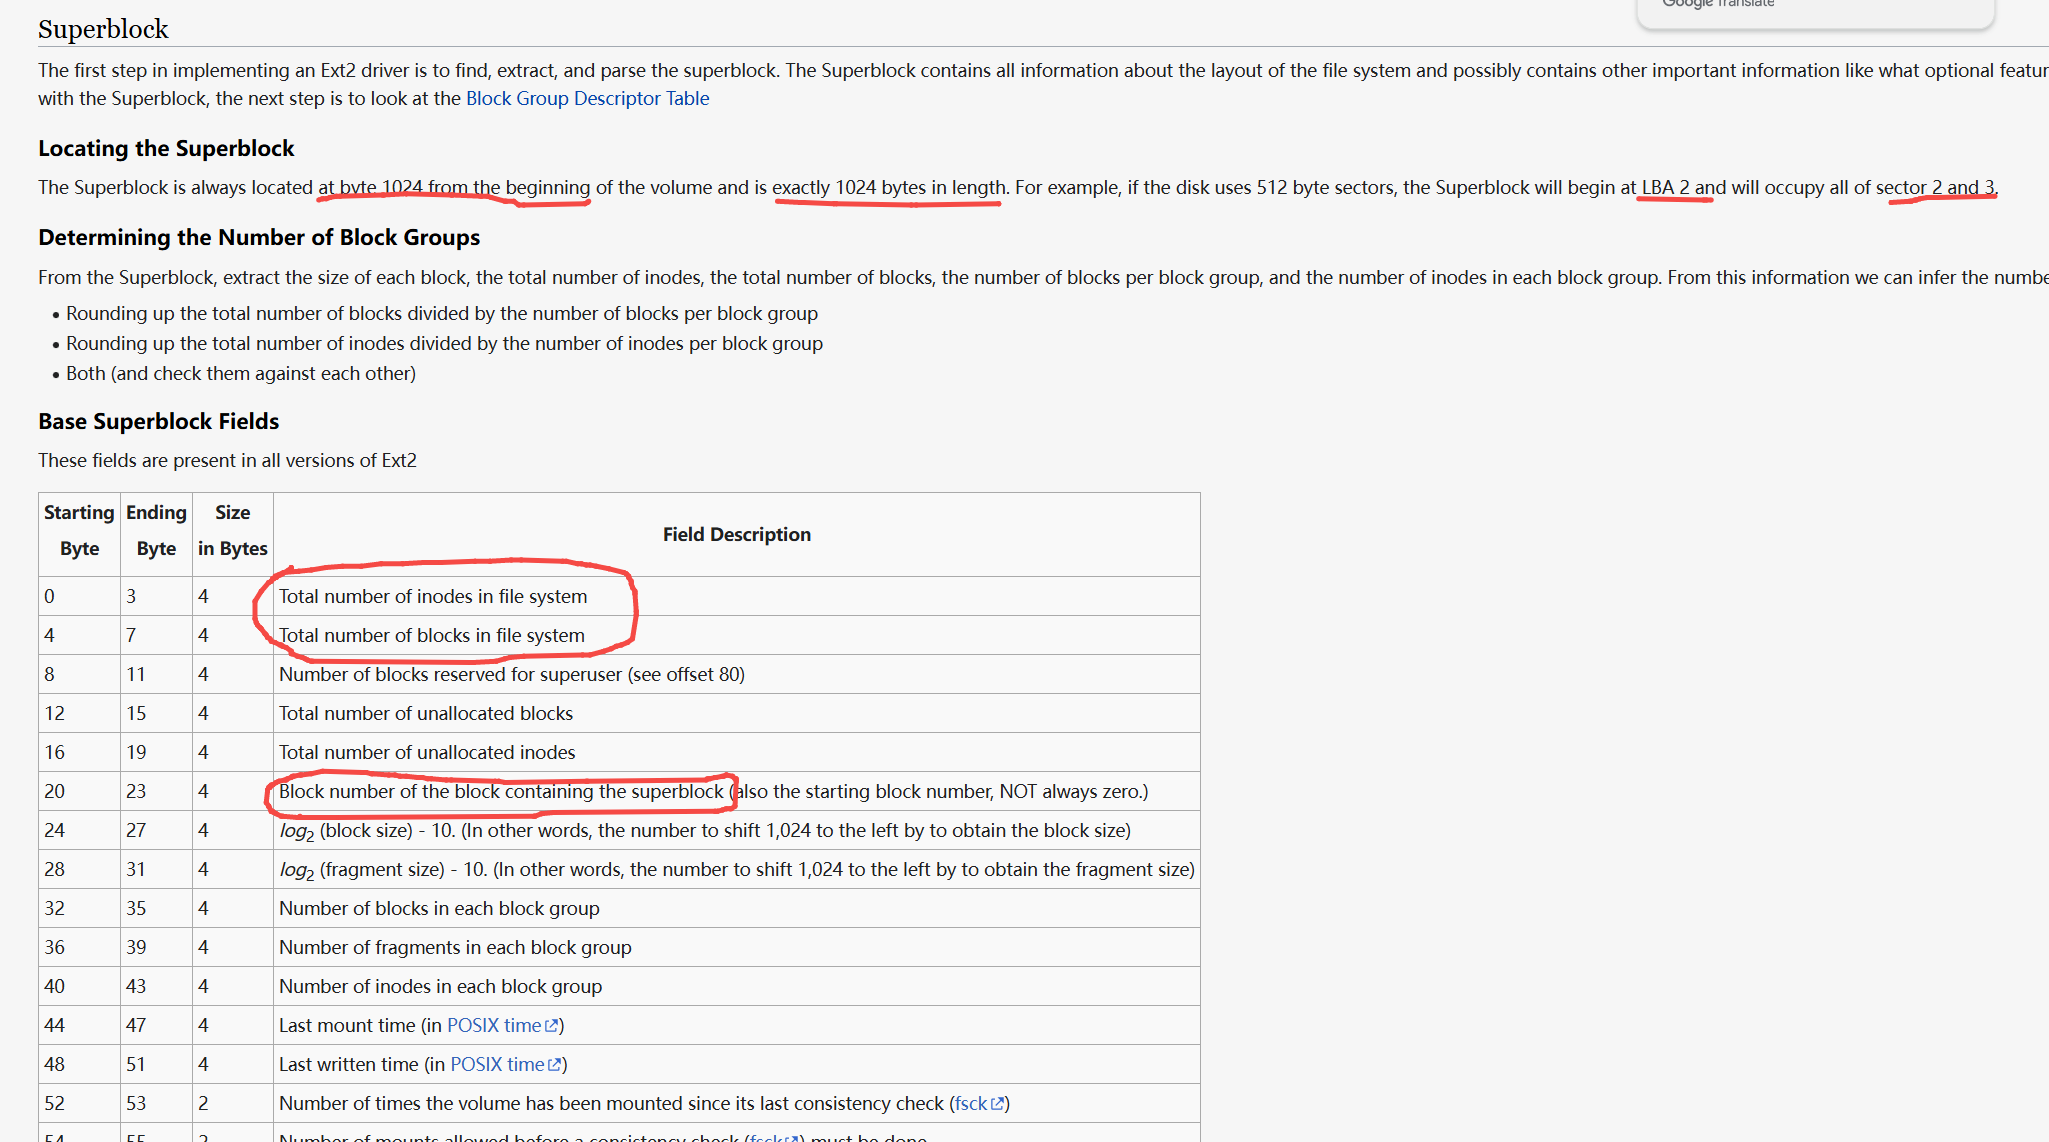 Google Translate
Superblock
The first step in implementing an Ext2 driver is to find, extract, and parse the superblock. The Superblock contains all information about the layout of the file system and possibly contains other important information like what optional featur
with the Superblock, the next step is to look at the Block Group Descriptor Table
Locating the Superblock
The Superblock is always located at byte 1024 from the beginning of the volume and is exactly 1024 bytes in length. For example, if the disk uses 512 byte sectors, the Superblock will begin at LBA 2 and will occupy all of sector 2 and 3.
Determining the Number of Block Groups
From the Superblock, extract the size of each block, the total number of inodes, the total number of blocks, the number of blocks per block group, and the number of inodes in each block group. From this information we can infer the numbe
• Rounding up the total number of blocks divided by the number of blocks per block group
• Rounding up the total number of inodes divided by the number of inodes per block group
• Both (and check them against each other)
Base Superblock Fields
These fields are present in all versions of Ext2
Starting Byte Ending Byte Size in Bytes Field Description
0 3 4 Total number of inodes in file system
4 7 4 Total number of blocks in file system
8 11 4 Number of blocks reserved for superuser (see offset 80)
12 15 4 Total number of unallocated blocks
16 19 4 Total number of unallocated inodes
20 23 4 Block number of the block containing the superblock (also the starting block number, NOT always zero.)
24 27 4 log2 (block size) - 10. (In other words, the number to shift 1,024 to the left by to obtain the block size)
28 31 4 log2 (fragment size) - 10. (In other words, the number to shift 1,024 to the left by to obtain the fragment size)
32 35 4 Number of blocks in each block group
36 39 4 Number of fragments in each block group
40 43 4 Number of inodes in each block group
44 47 4 Last mount time (in POSIX time)
48 51 4 Last written time (in POSIX time)
52 53 2 Number of times the volume has been mounted since its last consistency check (fsck)
54 55 2 Number of mounts allowed before a consistency check (fsck) must be done